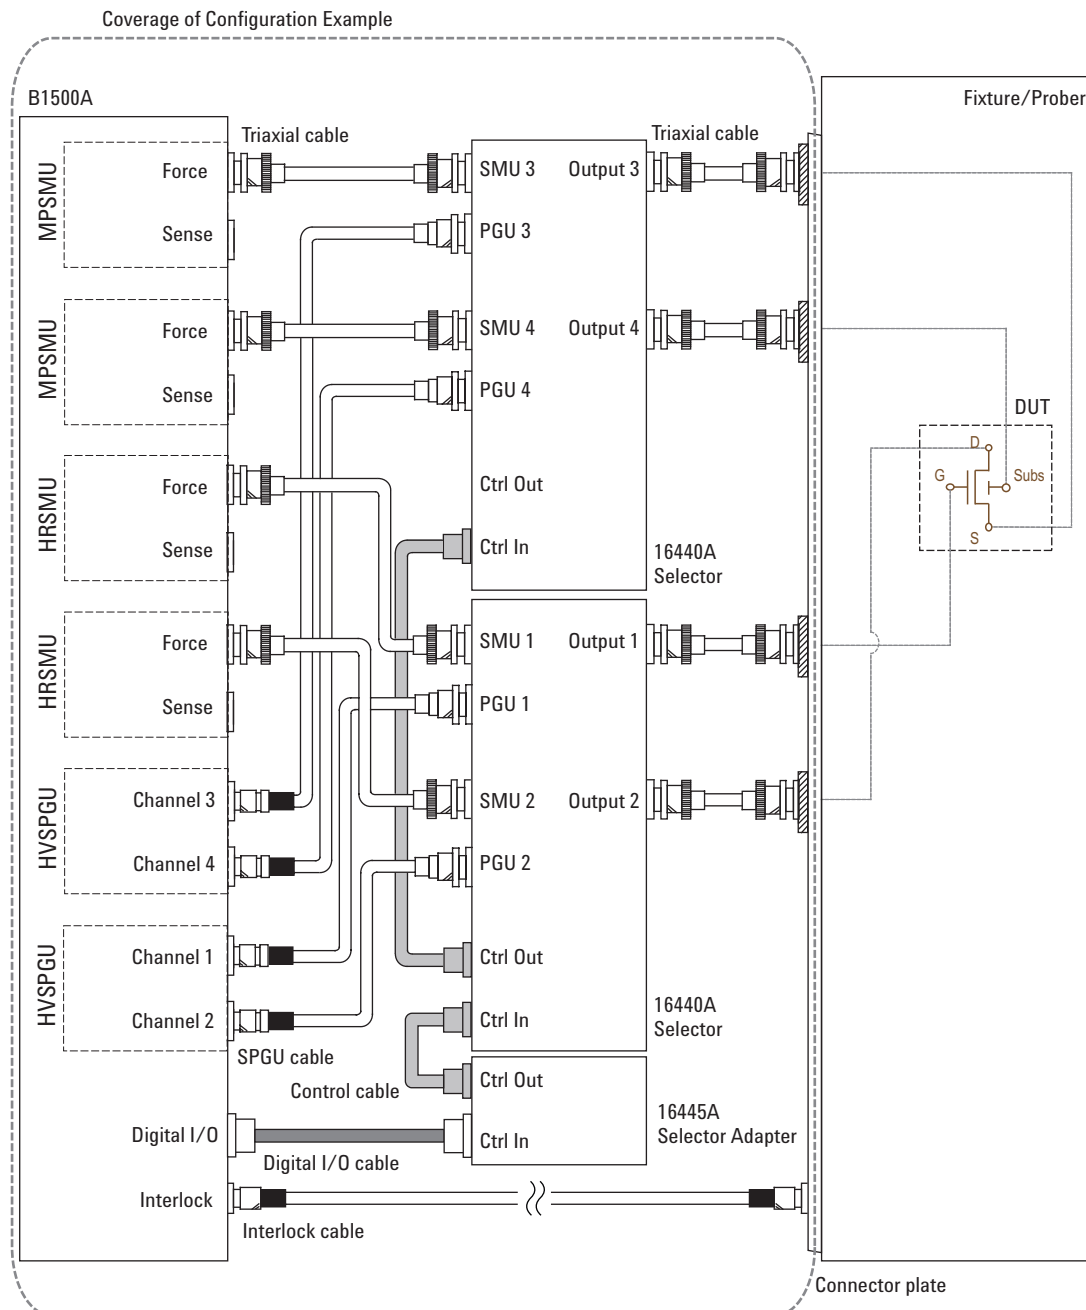 Coverage of Configuration Example
B1500A
Fixture/Prober
Triaxial cable
Triaxial cable
MPSMU
Force
Sense
SMU 3
Output 3
PGU 3
MPSMU
Force
Sense
SMU 4
Output 4
PGU 4
DUT
D
G
Subs
S
HRSMU
Force
Sense
Ctrl Out
Ctrl In
16440A
Selector
HRSMU
Force
Sense
SMU 1
Output 1
PGU 1
HVSPGU
Channel 3
Channel 4
SMU 2
Output 2
PGU 2
HVSPGU
Channel 1
Channel 2
Ctrl Out
Ctrl In
16440A
Selector
SPGU cable
Control cable
Ctrl Out
16445A
Selector Adapter
Digital I/O
Ctrl In
Digital I/O cable
Interlock
Interlock cable
Connector plate